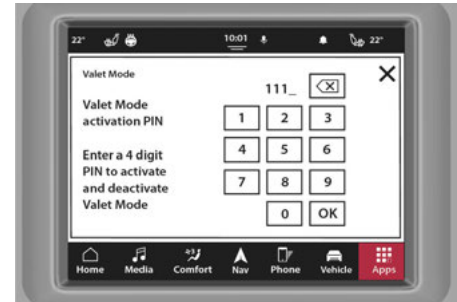 22° 10:01 22°
Valet Mode
111_
Valet Mode
activation PIN
1 2 3
Enter a 4 digit
PIN to activate
and deactivate
Valet Mode
4 5 6
7 8 9
0 OK
Home Media Comfort Nav Phone Vehicle Apps